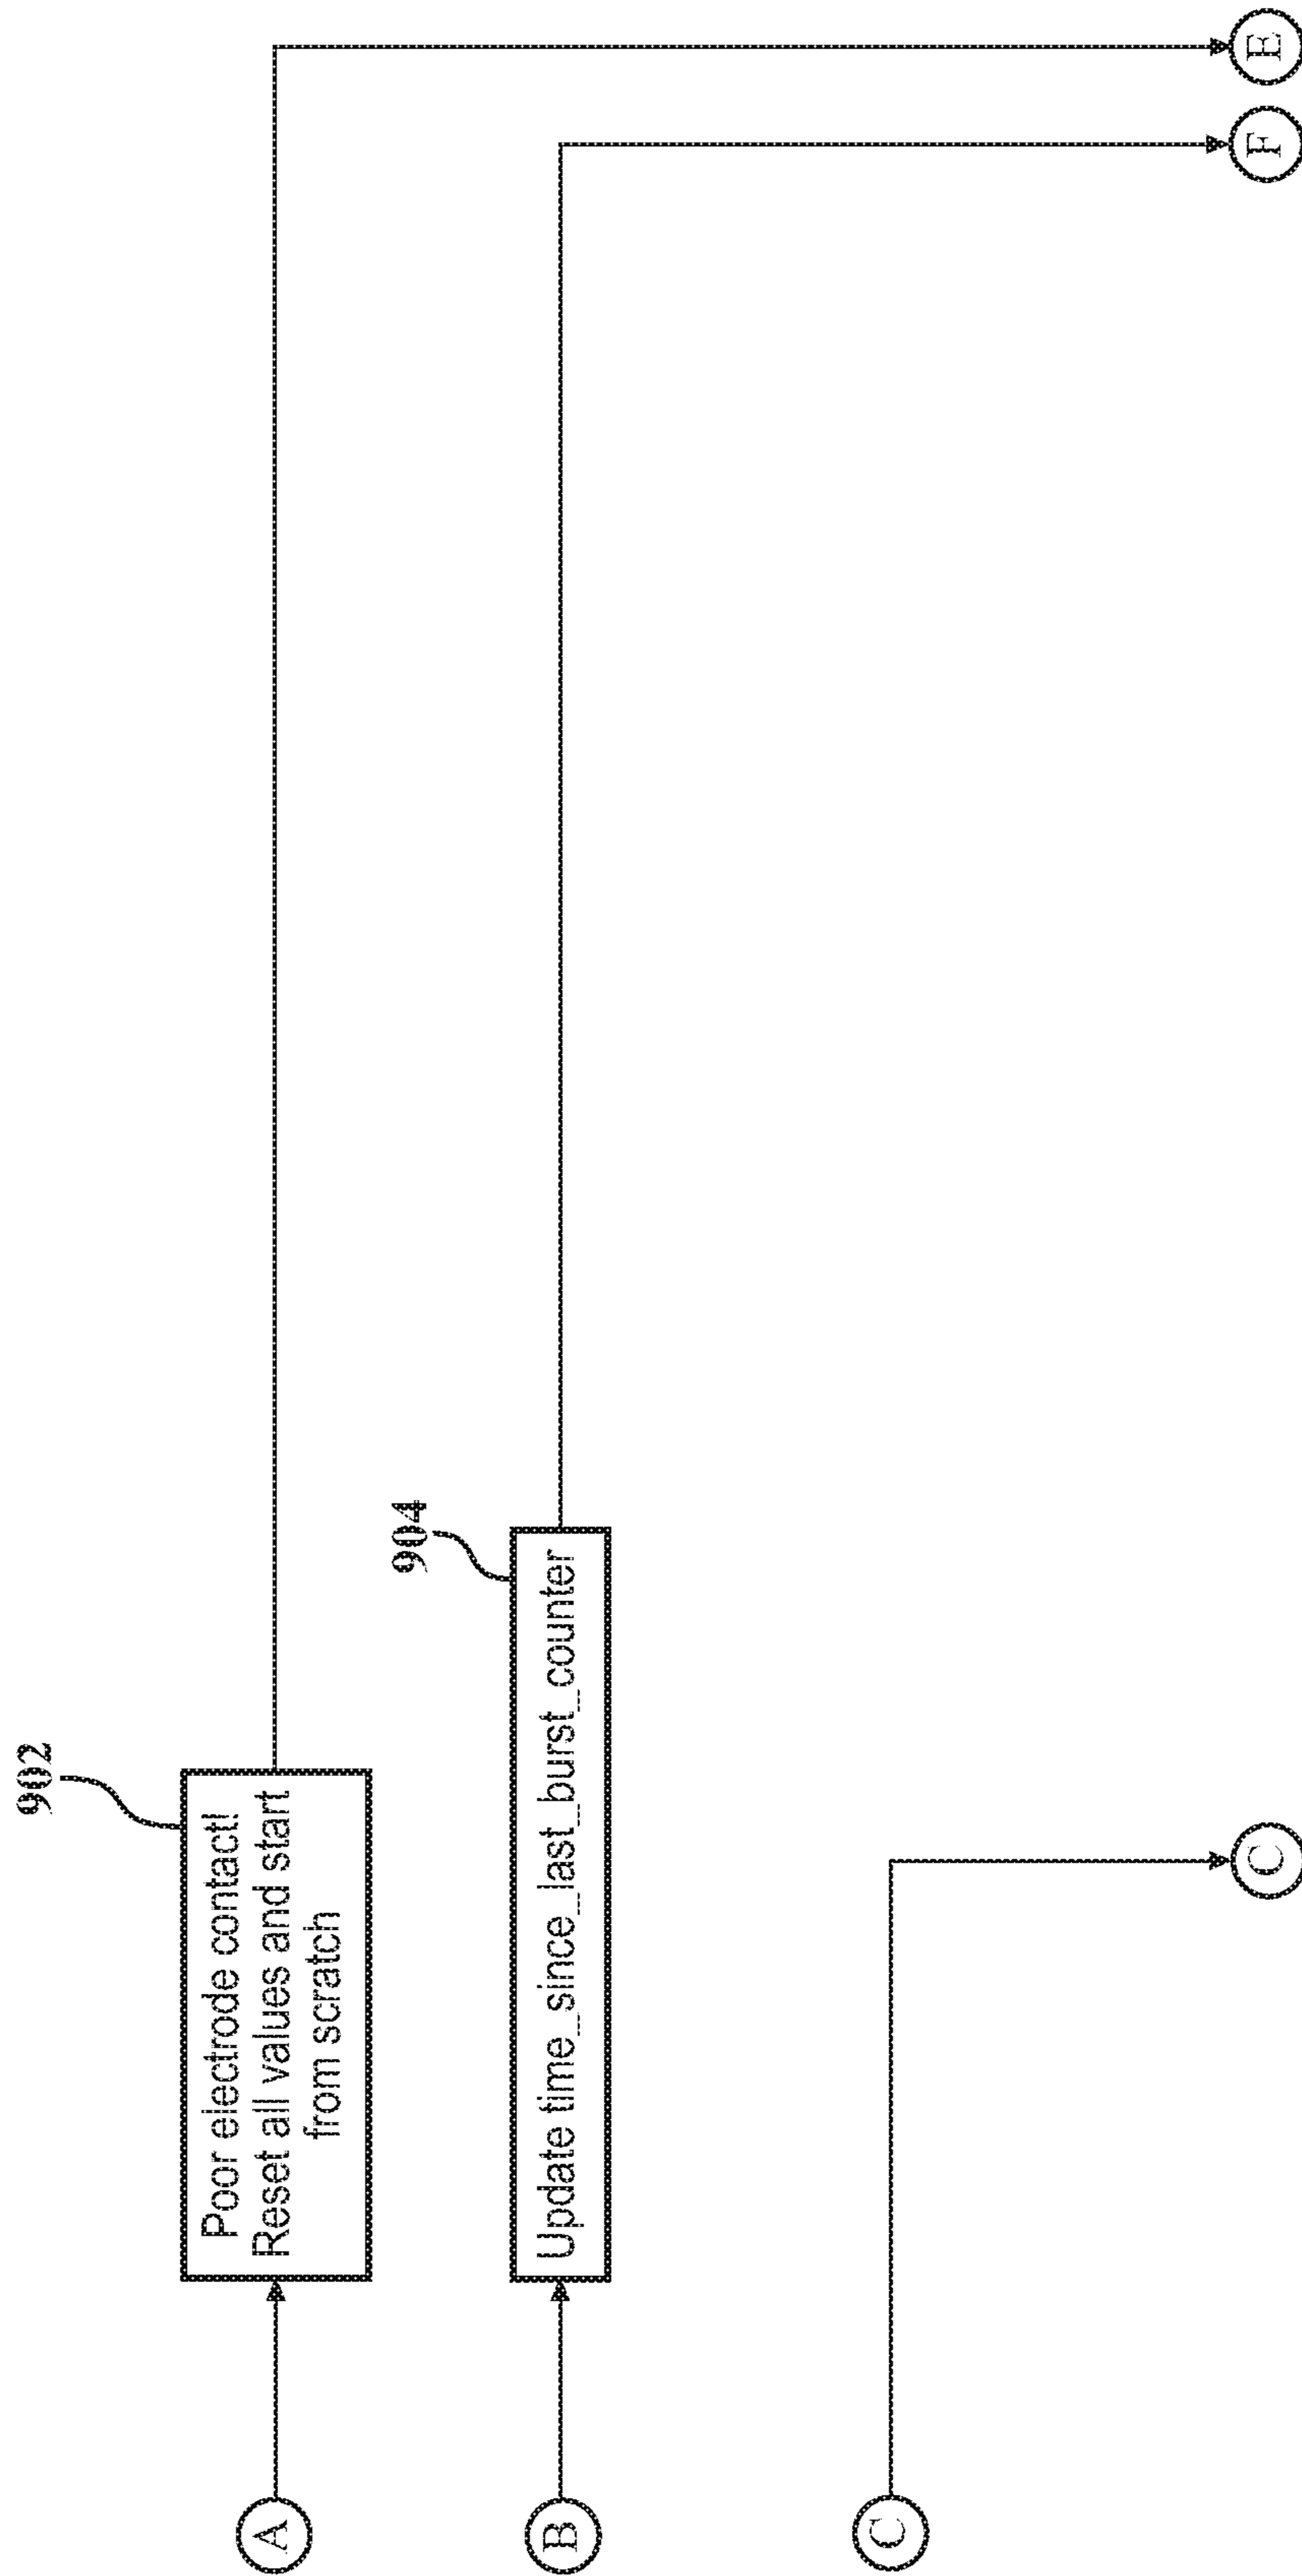 902
A
Poor electrode contact!
Reset all values and start
from scratch
904
B
Update time_since_last_burst_counter
C
C
F
E